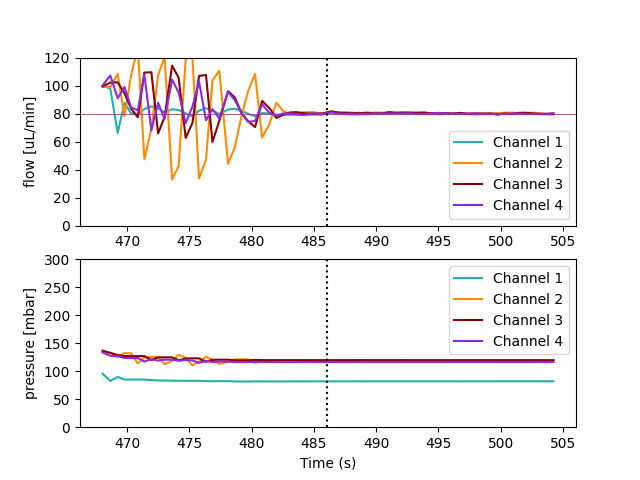 120
100
80
60
40
20
0
flow [uL/min]
Channel 1
Channel 2
Channel 3
Channel 4
470 475 480 485 490 495 500 505
300
250
200
150
100
50
0
pressure [mbar]
Channel 1
Channel 2
Channel 3
Channel 4
470 475 480 485 490 495 500 505
Time (s)